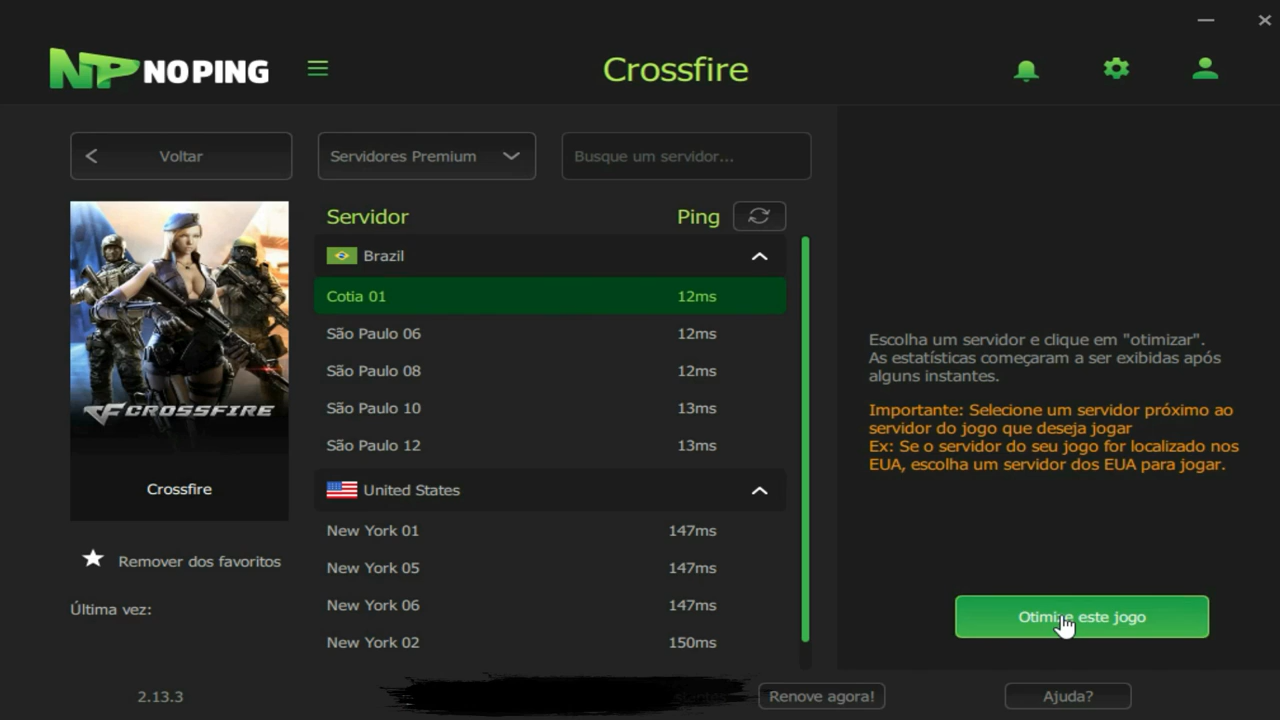 NP NOPING
Crossfire
Voltar
Servidores Premium
Busque um servidor...
Servidor Ping
Brazil
Cotia 01 12ms
São Paulo 06 12ms
São Paulo 08 12ms
São Paulo 10 13ms
São Paulo 12 13ms
United States
New York 01 147ms
New York 05 147ms
New York 06 147ms
New York 02 150ms
CF CROSSFIRE
Crossfire
Remover dos favoritos
Última vez:
Escolha um servidor e clique em "otimizar".
As estatísticas começaram a ser exibidas após
alguns instantes.
Importante: Selecione um servidor próximo ao
servidor do jogo que deseja jogar
Ex: Se o servidor do seu jogo for localizado nos
EUA, escolha um servidor dos EUA para jogar.
Otimize este jogo
2.13.3
Renove agora!
Ajuda?